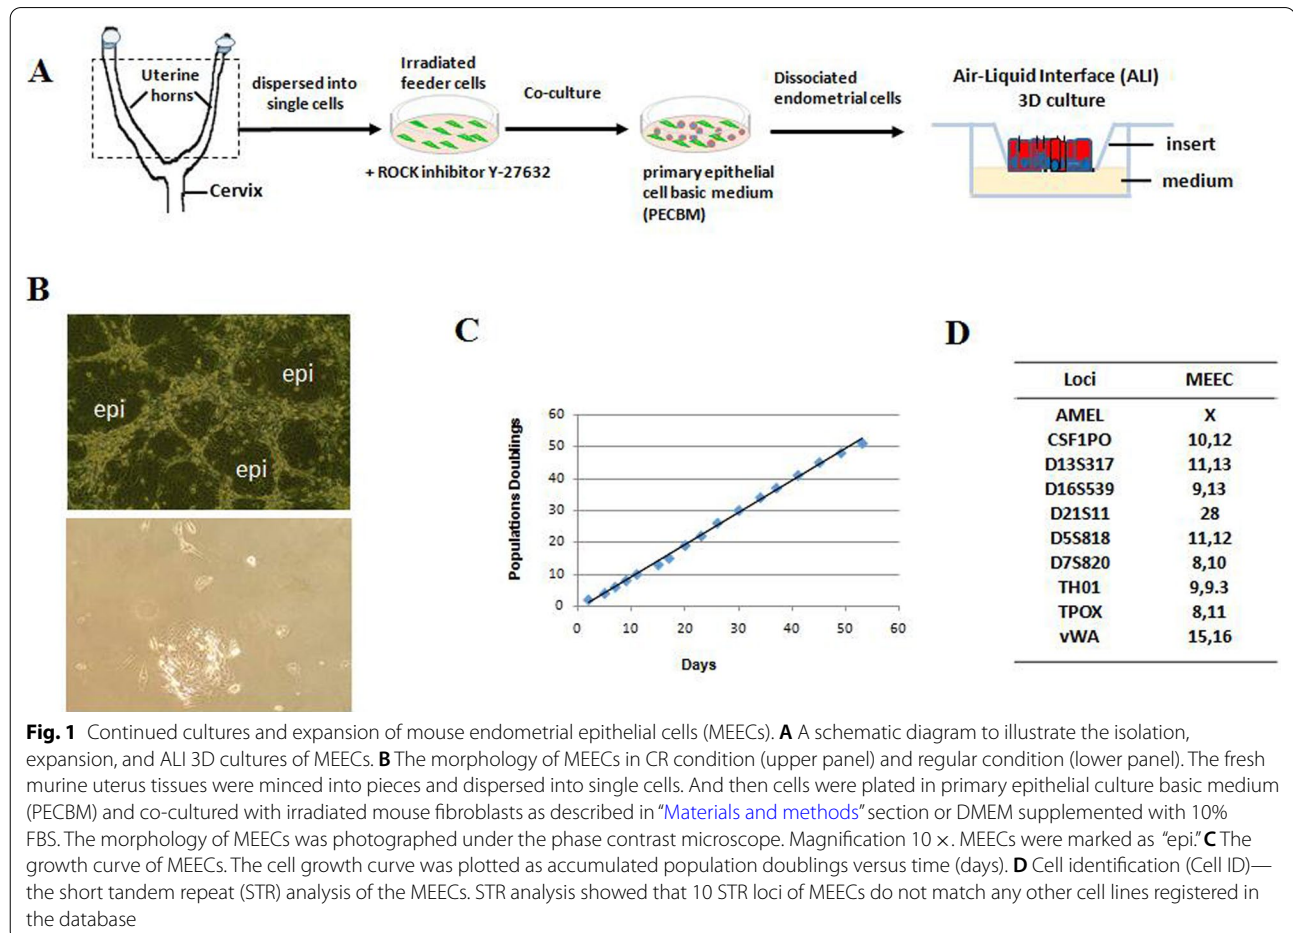 A
Uterine
horns
Cervix
dispersed into
single cells
Irradiated
feeder cells
+ ROCK inhibitor Y-27632
Co-culture
primary epithelial
cell basic medium
(PECBM)
Dissociated
endometrial cells
Air-Liquid Interface (ALI)
3D culture
insert
medium
B
epi
epi
epi
C
Populations Doublings
60
50
40
30
20
10
0
0 10 20 30 40 50 60
Days
D
Loci MEEC
AMEL X
CSF1PO 10,12
D13S317 11,13
D16S539 9,13
D21S11 28
D5S818 11,12
D7S820 8,10
TH01 9,9.3
TPOX 8,11
vWA 15,16
Fig. 1 Continued cultures and expansion of mouse endometrial epithelial cells (MEECs). A A schematic diagram to illustrate the isolation,
expansion, and ALI 3D cultures of MEECs. B The morphology of MEECs in CR condition (upper panel) and regular condition (lower panel). The fresh
murine uterus tissues were minced into pieces and dispersed into single cells. And then cells were plated in primary epithelial culture basic medium
(PECBM) and co-cultured with irradiated mouse fibroblasts as described in “Materials and methods” section or DMEM supplemented with 10%
FBS. The morphology of MEECs was photographed under the phase contrast microscope. Magnification 10 ×. MEECs were marked as “epi.” C The
growth curve of MEECs. The cell growth curve was plotted as accumulated population doublings versus time (days). D Cell identification (Cell ID)—
the short tandem repeat (STR) analysis of the MEECs. STR analysis showed that 10 STR loci of MEECs do not match any other cell lines registered in
the database